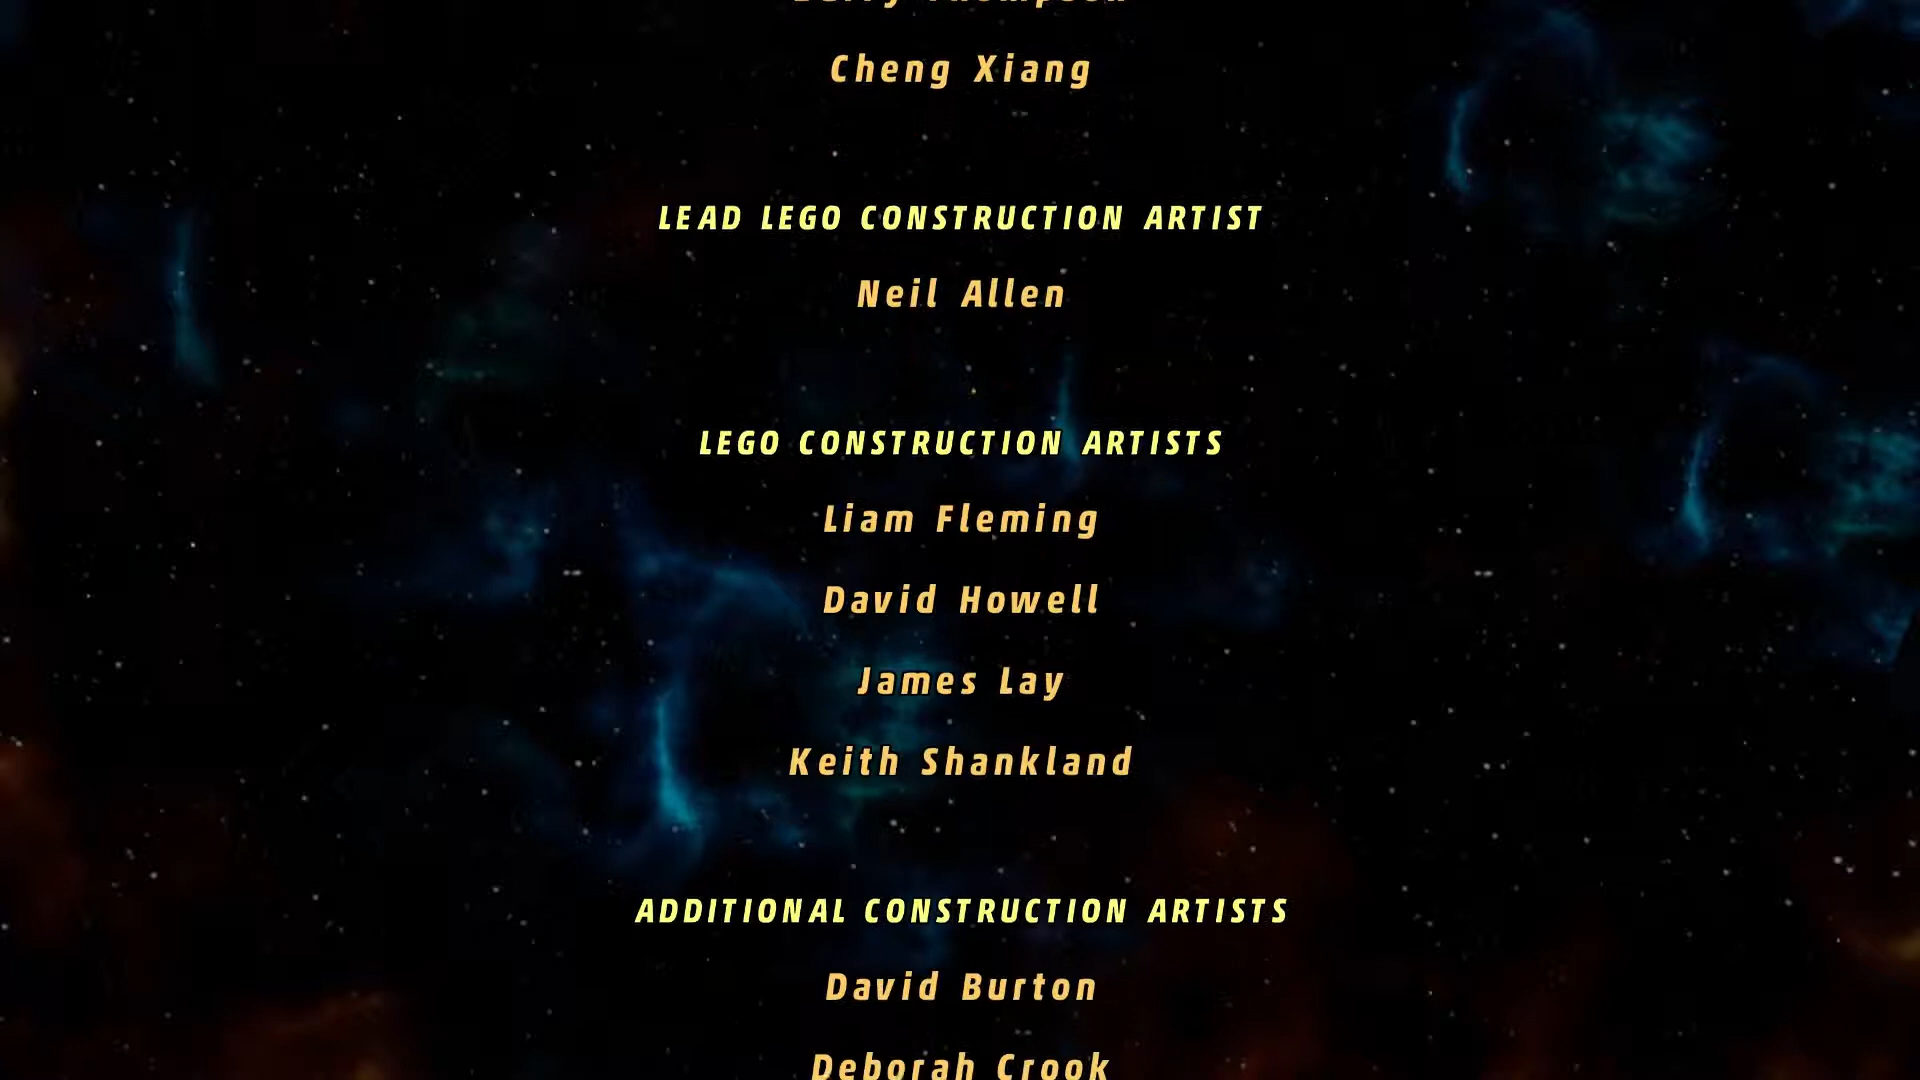 Cheng Xiang
LEAD LEGO CONSTRUCTION ARTIST
Neil Allen
LEGO CONSTRUCTION ARTISTS
Liam Fleming
David Howell
James Lay
Keith Shankland
ADDITIONAL CONSTRUCTION ARTISTS
David Burton
Deborah Crook